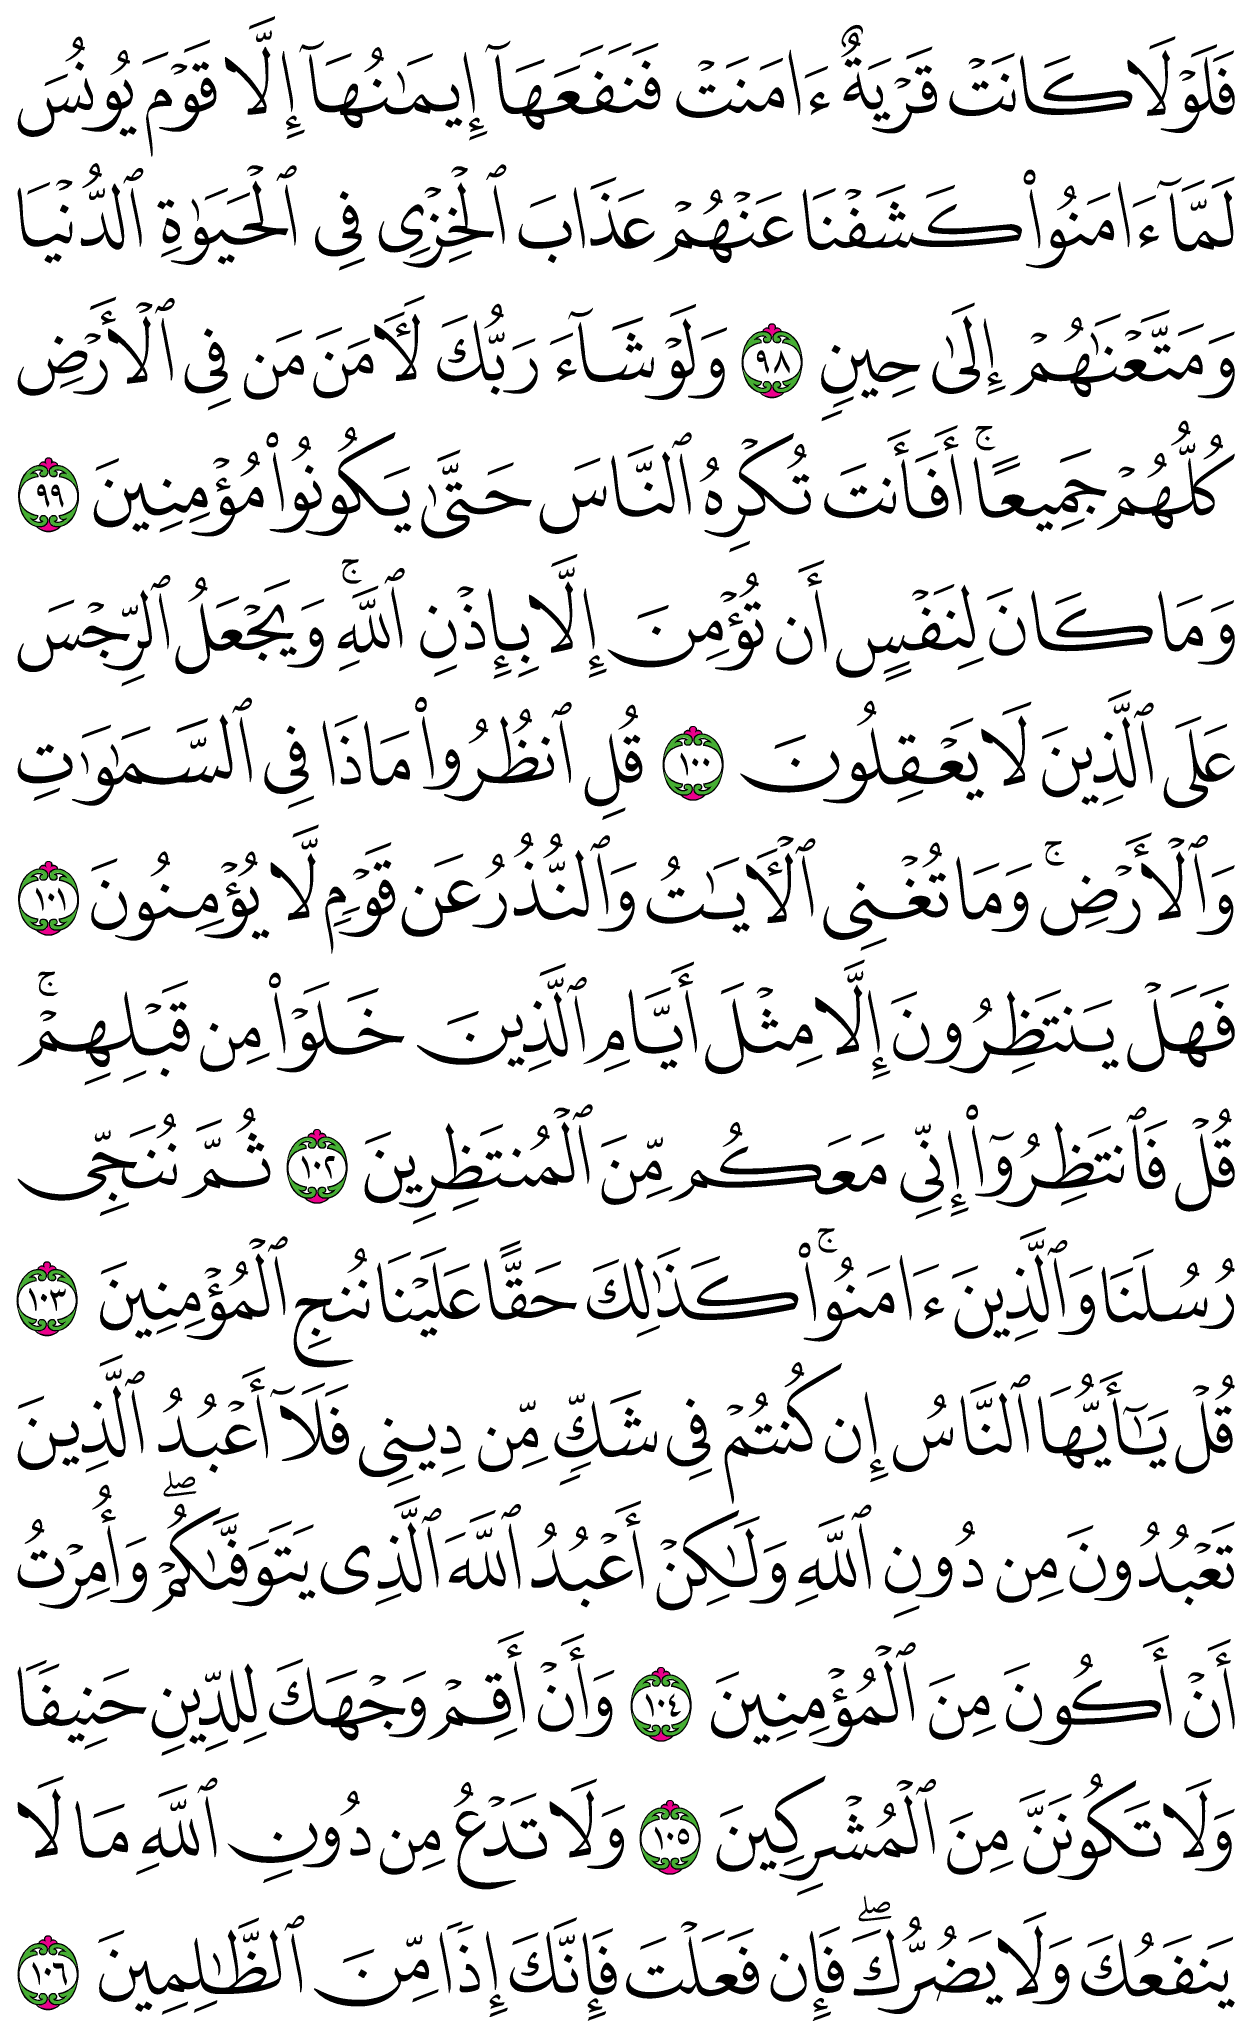 فَلَوۡلَا كَانَتۡ قَرۡيَةٌ ءَامَنَتۡ فَنَفَعَهَآ إِيمَٰنُهَآ إِلَّا قَوۡمَ يُونُسَ
لَمَّآ ءَامَنُواْ كَشَفۡنَا عَنۡهُمۡ عَذَابَ ٱلۡخِزۡيِ فِي ٱلۡحَيَوٰةِ ٱلدُّنۡيَا
وَمَتَّعۡنَٰهُمۡ إِلَىٰ حِينٖ ٩٨ وَلَوۡ شَآءَ رَبُّكَ لَأٓمَنَ مَن فِي ٱلۡأَرۡضِ
كُلُّهُمۡ جَمِيعًاۚ أَفَأَنتَ تُكۡرِهُ ٱلنَّاسَ حَتَّىٰ يَكُونُواْ مُؤۡمِنِينَ ٩٩
وَمَا كَانَ لِنَفۡسٍ أَن تُؤۡمِنَ إِلَّا بِإِذۡنِ ٱللَّهِۚ وَيَجۡعَلُ ٱلرِّجۡسَ
عَلَى ٱلَّذِينَ لَا يَعۡقِلُونَ ١٠٠ قُلِ ٱنظُرُواْ مَاذَا فِي ٱلسَّمَٰوَٰتِ
وَٱلۡأَرۡضِۚ وَمَا تُغۡنِي ٱلۡأٓيَٰتُ وَٱلنُّذُرُ عَن قَوۡمٖ لَّا يُؤۡمِنُونَ ١٠١
فَهَلۡ يَنتَظِرُونَ إِلَّا مِثۡلَ أَيَّامِ ٱلَّذِينَ خَلَوۡاْ مِن قَبۡلِهِمۡۚ
قُلۡ فَٱنتَظِرُوٓاْ إِنِّي مَعَكُم مِّنَ ٱلۡمُنتَظِرِينَ ١٠٢ ثُمَّ نُنَجِّي
رُسُلَنَا وَٱلَّذِينَ ءَامَنُواْۚ كَذَٰلِكَ حَقًّا عَلَيۡنَا نُنجِ ٱلۡمُؤۡمِنِينَ ١٠٣
قُلۡ يَٰٓأَيُّهَا ٱلنَّاسُ إِن كُنتُمۡ فِي شَكّٖ مِّن دِينِي فَلَآ أَعۡبُدُ ٱلَّذِينَ
تَعۡبُدُونَ مِن دُونِ ٱللَّهِ وَلَٰكِنۡ أَعۡبُدُ ٱللَّهَ ٱلَّذِي يَتَوَفَّىٰكُمۡۖ وَأُمِرۡتُ
أَنۡ أَكُونَ مِنَ ٱلۡمُؤۡمِنِينَ ١٠٤ وَأَنۡ أَقِمۡ وَجۡهَكَ لِلدِّينِ حَنِيفٗا
وَلَا تَكُونَنَّ مِنَ ٱلۡمُشۡرِكِينَ ١٠٥ وَلَا تَدۡعُ مِن دُونِ ٱللَّهِ مَا لَا
يَنفَعُكَ وَلَا يَضُرُّكَۖ فَإِن فَعَلۡتَ فَإِنَّكَ إِذٗا مِّنَ ٱلظَّٰلِمِينَ ١٠٦